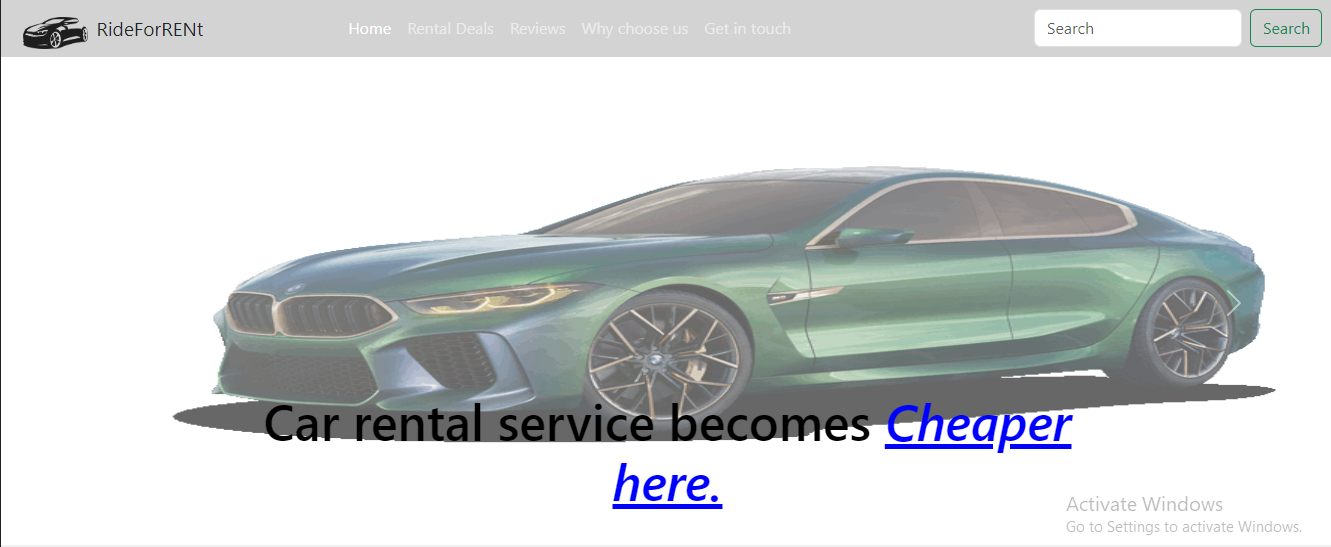 RideForRENt
Home Rental Deals Reviews Why choose us Get in touch
Search Search
Car rental service becomes Cheaper
here.
Activate Windows
Go to Settings to activate Windows.